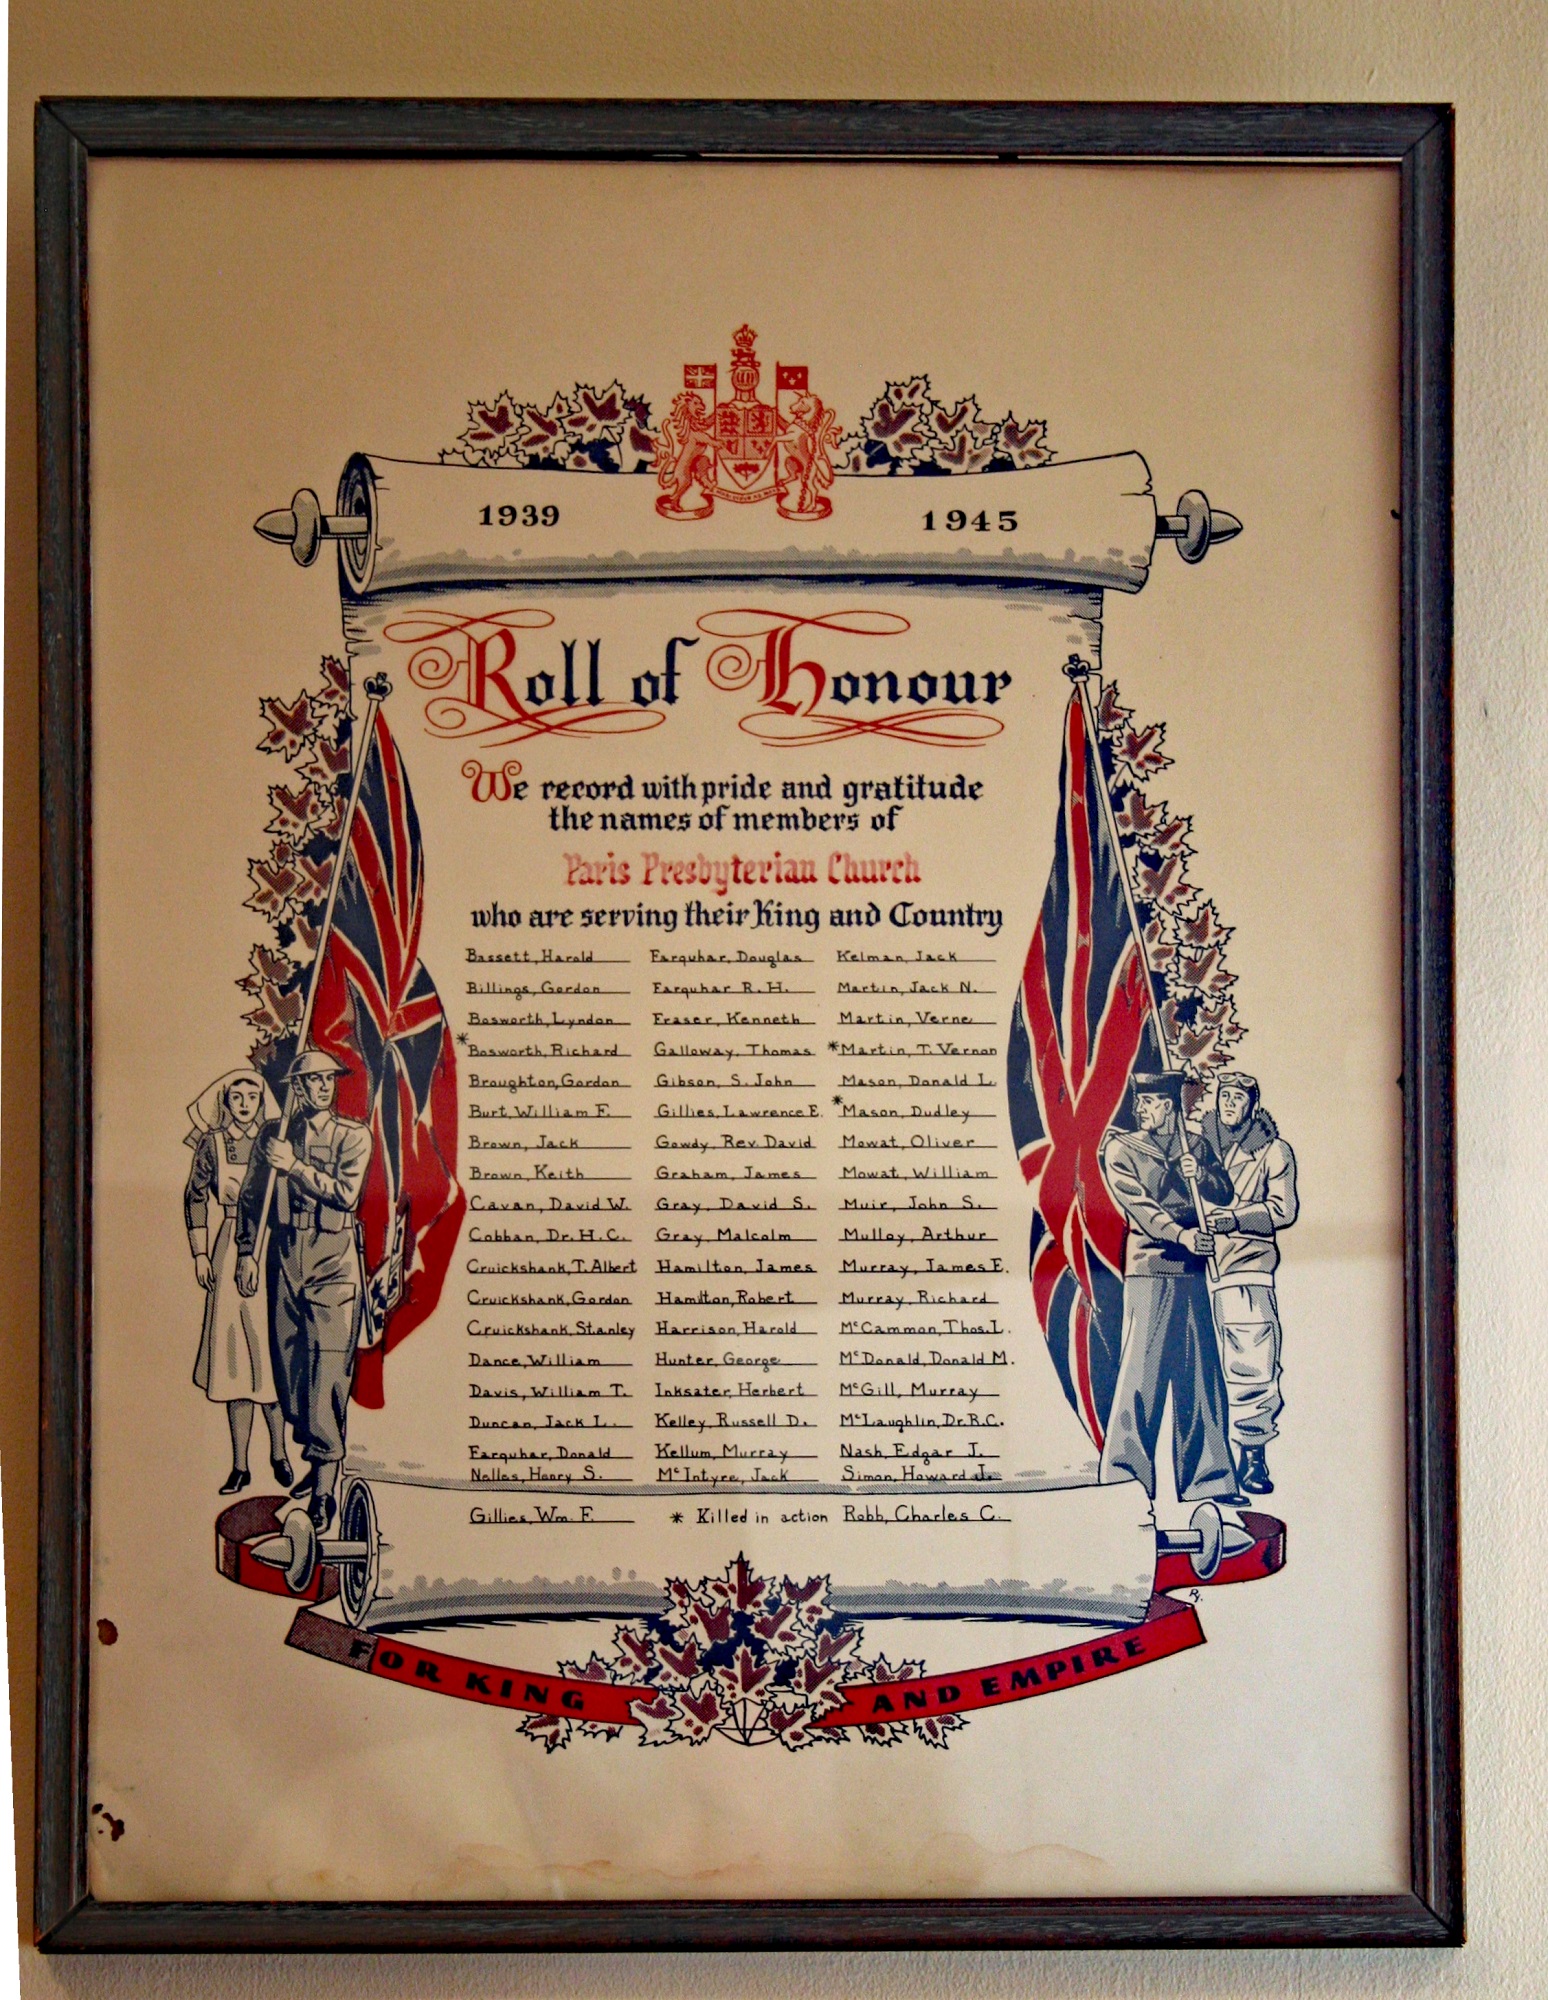 1939 1945
Roll of Honour
We record with pride and gratitude
the names of members of
Paris Presbyterian Church
who are serving their King and Country
Bassett, Harold Farquhar, Douglas Kelman, Jack
Billings, Gordon Farquhar R. H. Martin, Jack N.
Bosworth, Lyndon Fraser, Kenneth Martin, Verne
*Bosworth, Richard Galloway, Thomas *Martin, T. Vernon
Broughton, Gordon Gibson, S. John Mason, Donald L.
Burt, William F. Gillies, Lawrence E. *Mason, Dudley
Brown, Jack Gowdy, Rev. David Mowat, Oliver
Brown, Keith Graham, James Mowat, William
Cavan, David W. Gray, David S. Muir, John S.
Cobban, Dr. H. C. Gray, Malcolm Mulloy, Arthur
Cruickshank, T. Albert Hamilton, James Murray, James E.
Cruickshank, Gordon Hamilton, Robert Murray, Richard
Cruickshank, Stanley Harrison, Harold McCammon, Thos. L.
Dance, William Hunter, George McDonald, Donald M.
Davis, William T. Inksater, Herbert McGill, Murray
Duncan, Jack L. Kelley, Russell D. McLaughlin, Dr. R. C.
Farquhar, Donald Kellum, Murray Nash, Edgar J.
Nelles, Henry S. McIntyre, Jack Simon, Howard J.
Gillies, Wm. F. * Killed in action Robb, Charles C.
FOR KING AND EMPIRE